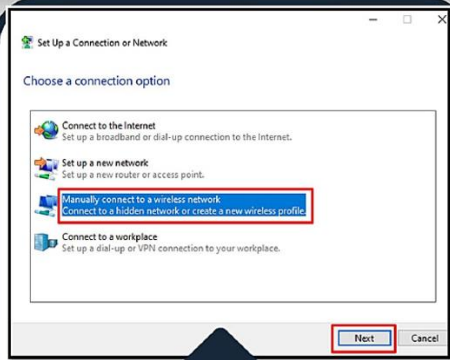 Set Up a Connection or Network
Choose a connection option
Connect to the Internet
Set up a broadband or dial-up connection to the Internet.
Set up a new network
Set up a new router or access point.
Manually connect to a wireless network
Connect to a hidden network or create a new wireless profile.
Connect to a workplace
Set up a dial-up or VPN connection to your workplace.
Next
Cancel